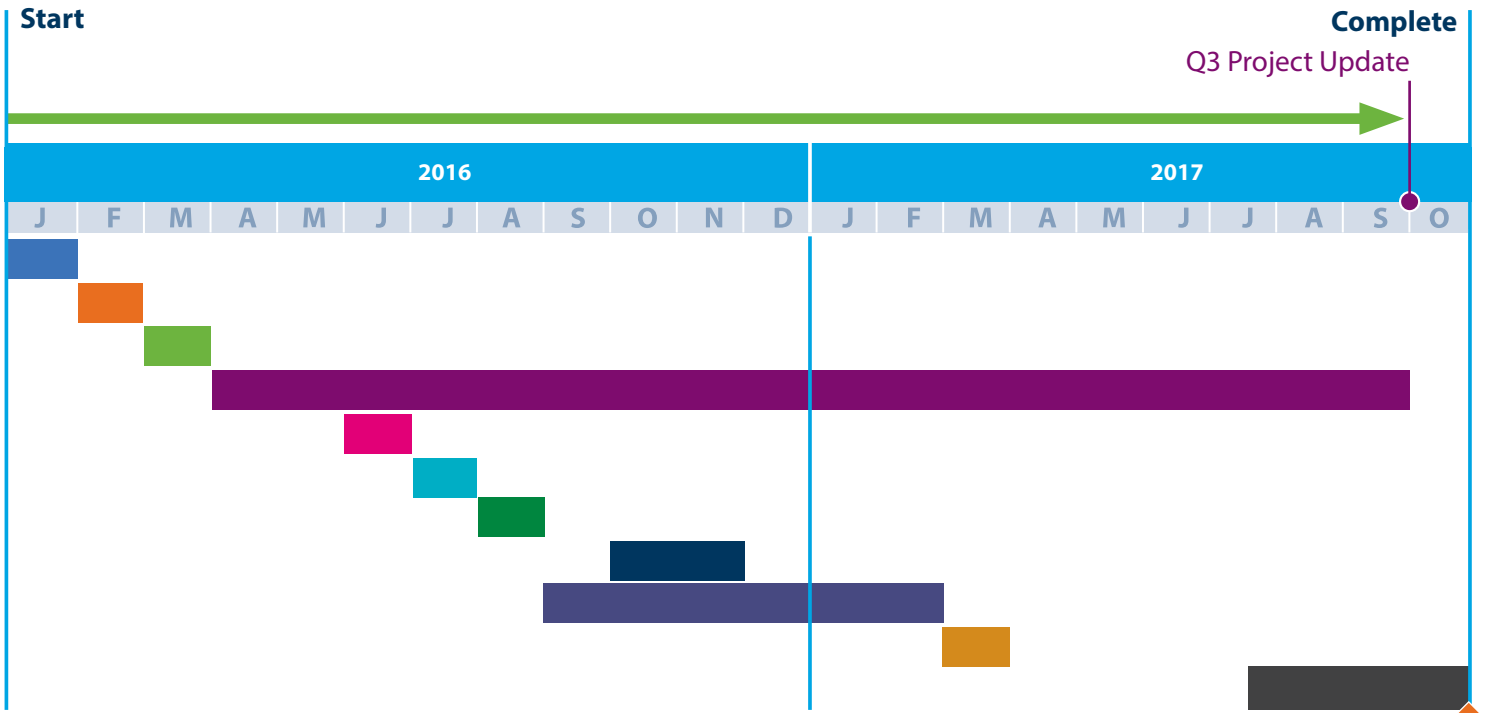 Start
Complete
Q3 Project Update
2016 2017
J F M A M J J A S O N D J F M A M J J A S O